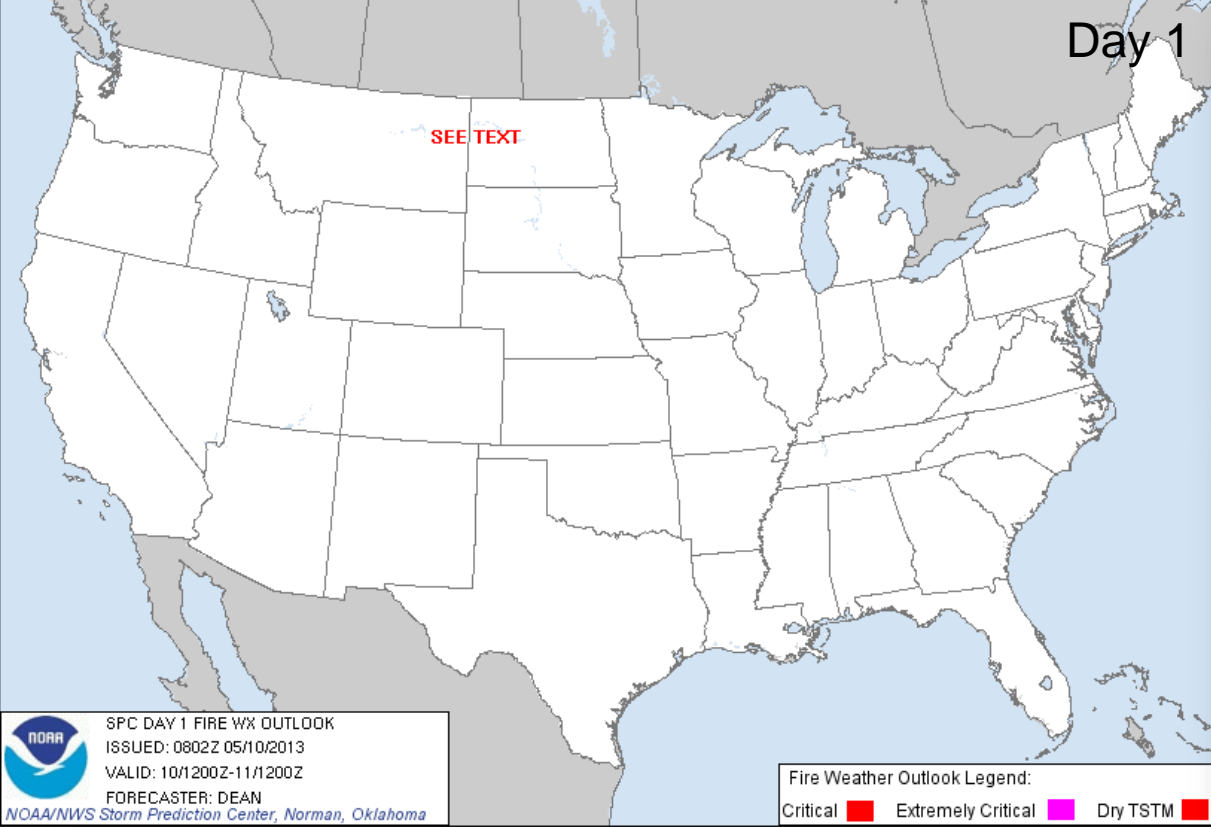 Day 1
SEE TEXT
NOAA
SPC DAY 1 FIRE WX OUTLOOK
ISSUED: 0802Z 05/10/2013
VALID: 10/1200Z-11/1200Z
FORECASTER: DEAN
NOAA/NWS Storm Prediction Center, Norman, Oklahoma
Fire Weather Outlook Legend:
Critical Extremely Critical Dry TSTM